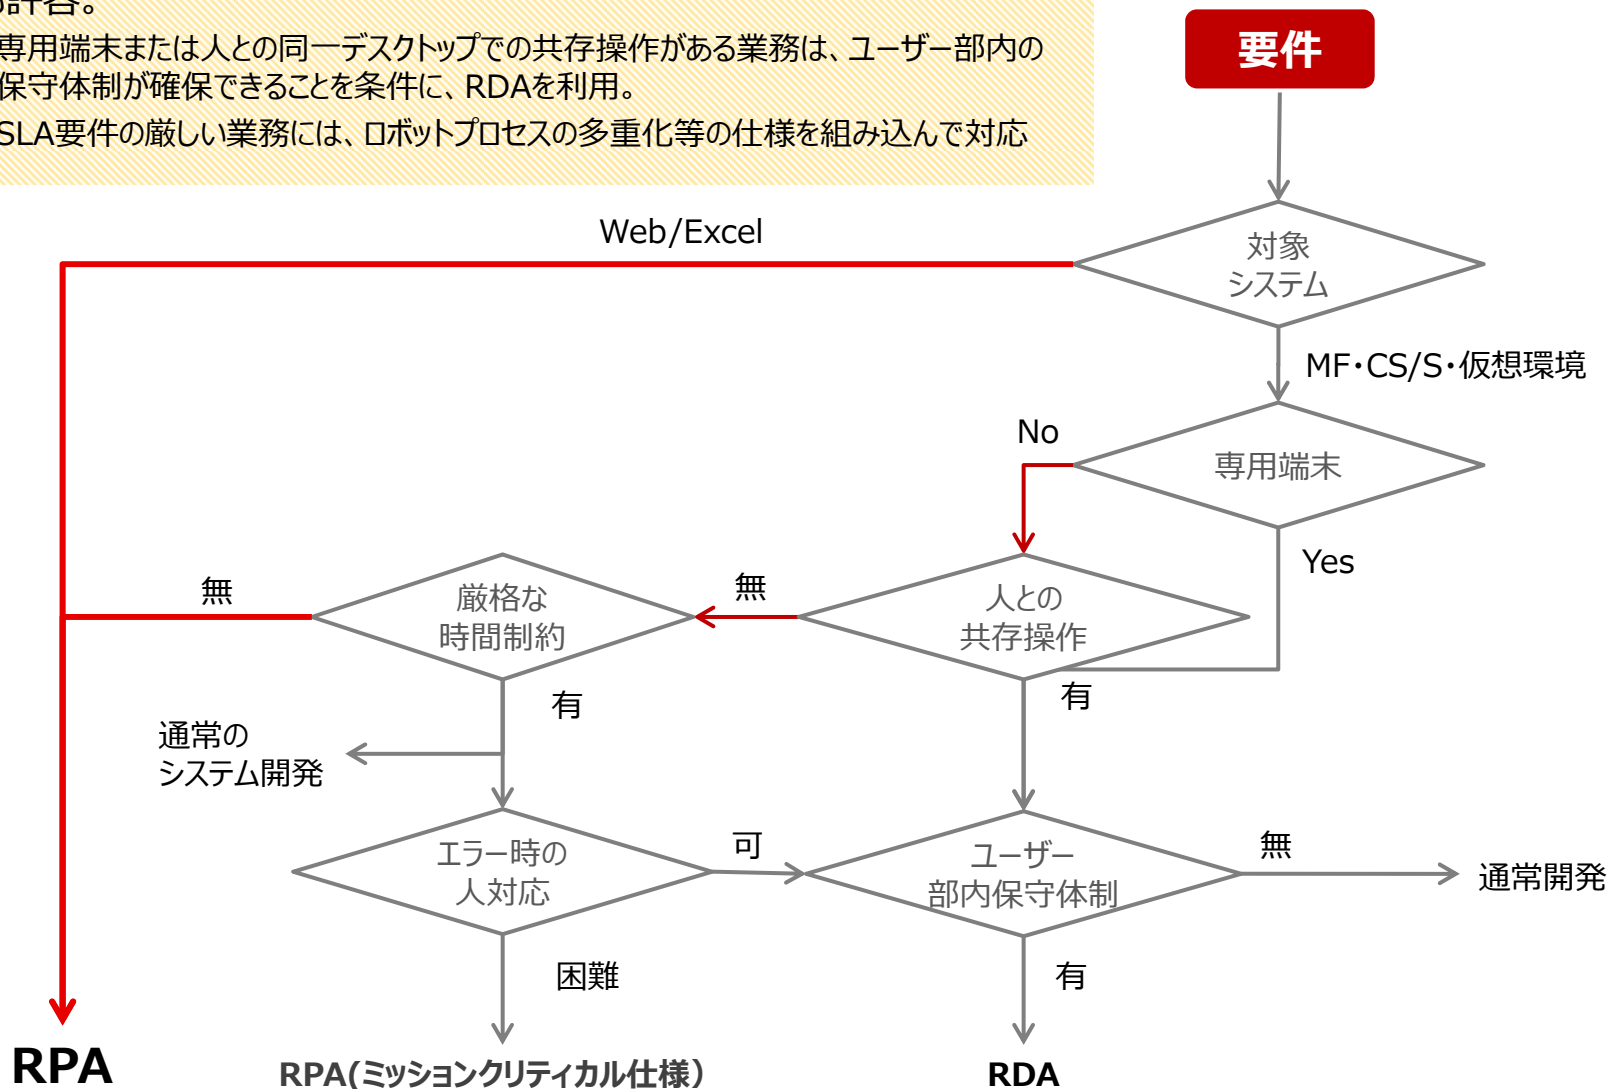 許容。
専用端末または人との同一デスクトップでの共存操作がある業務は、ユーザー部内の
保守体制が確保できることを条件に、RDAを利用。
SLA要件の厳しい業務には、ロボットプロセスの多重化等の仕様を組み込んで対応
要件
Web/Excel
対象
システム
MF・CS/S・仮想環境
No
専用端末
Yes
無
厳格な
時間制約
無
人との
共存操作
有
有
通常の
システム開発
エラー時の
人対応
可
ユーザー
部内保守体制
無
通常開発
困難
有
RPA
RPA(ミッションクリティカル仕様）
RDA